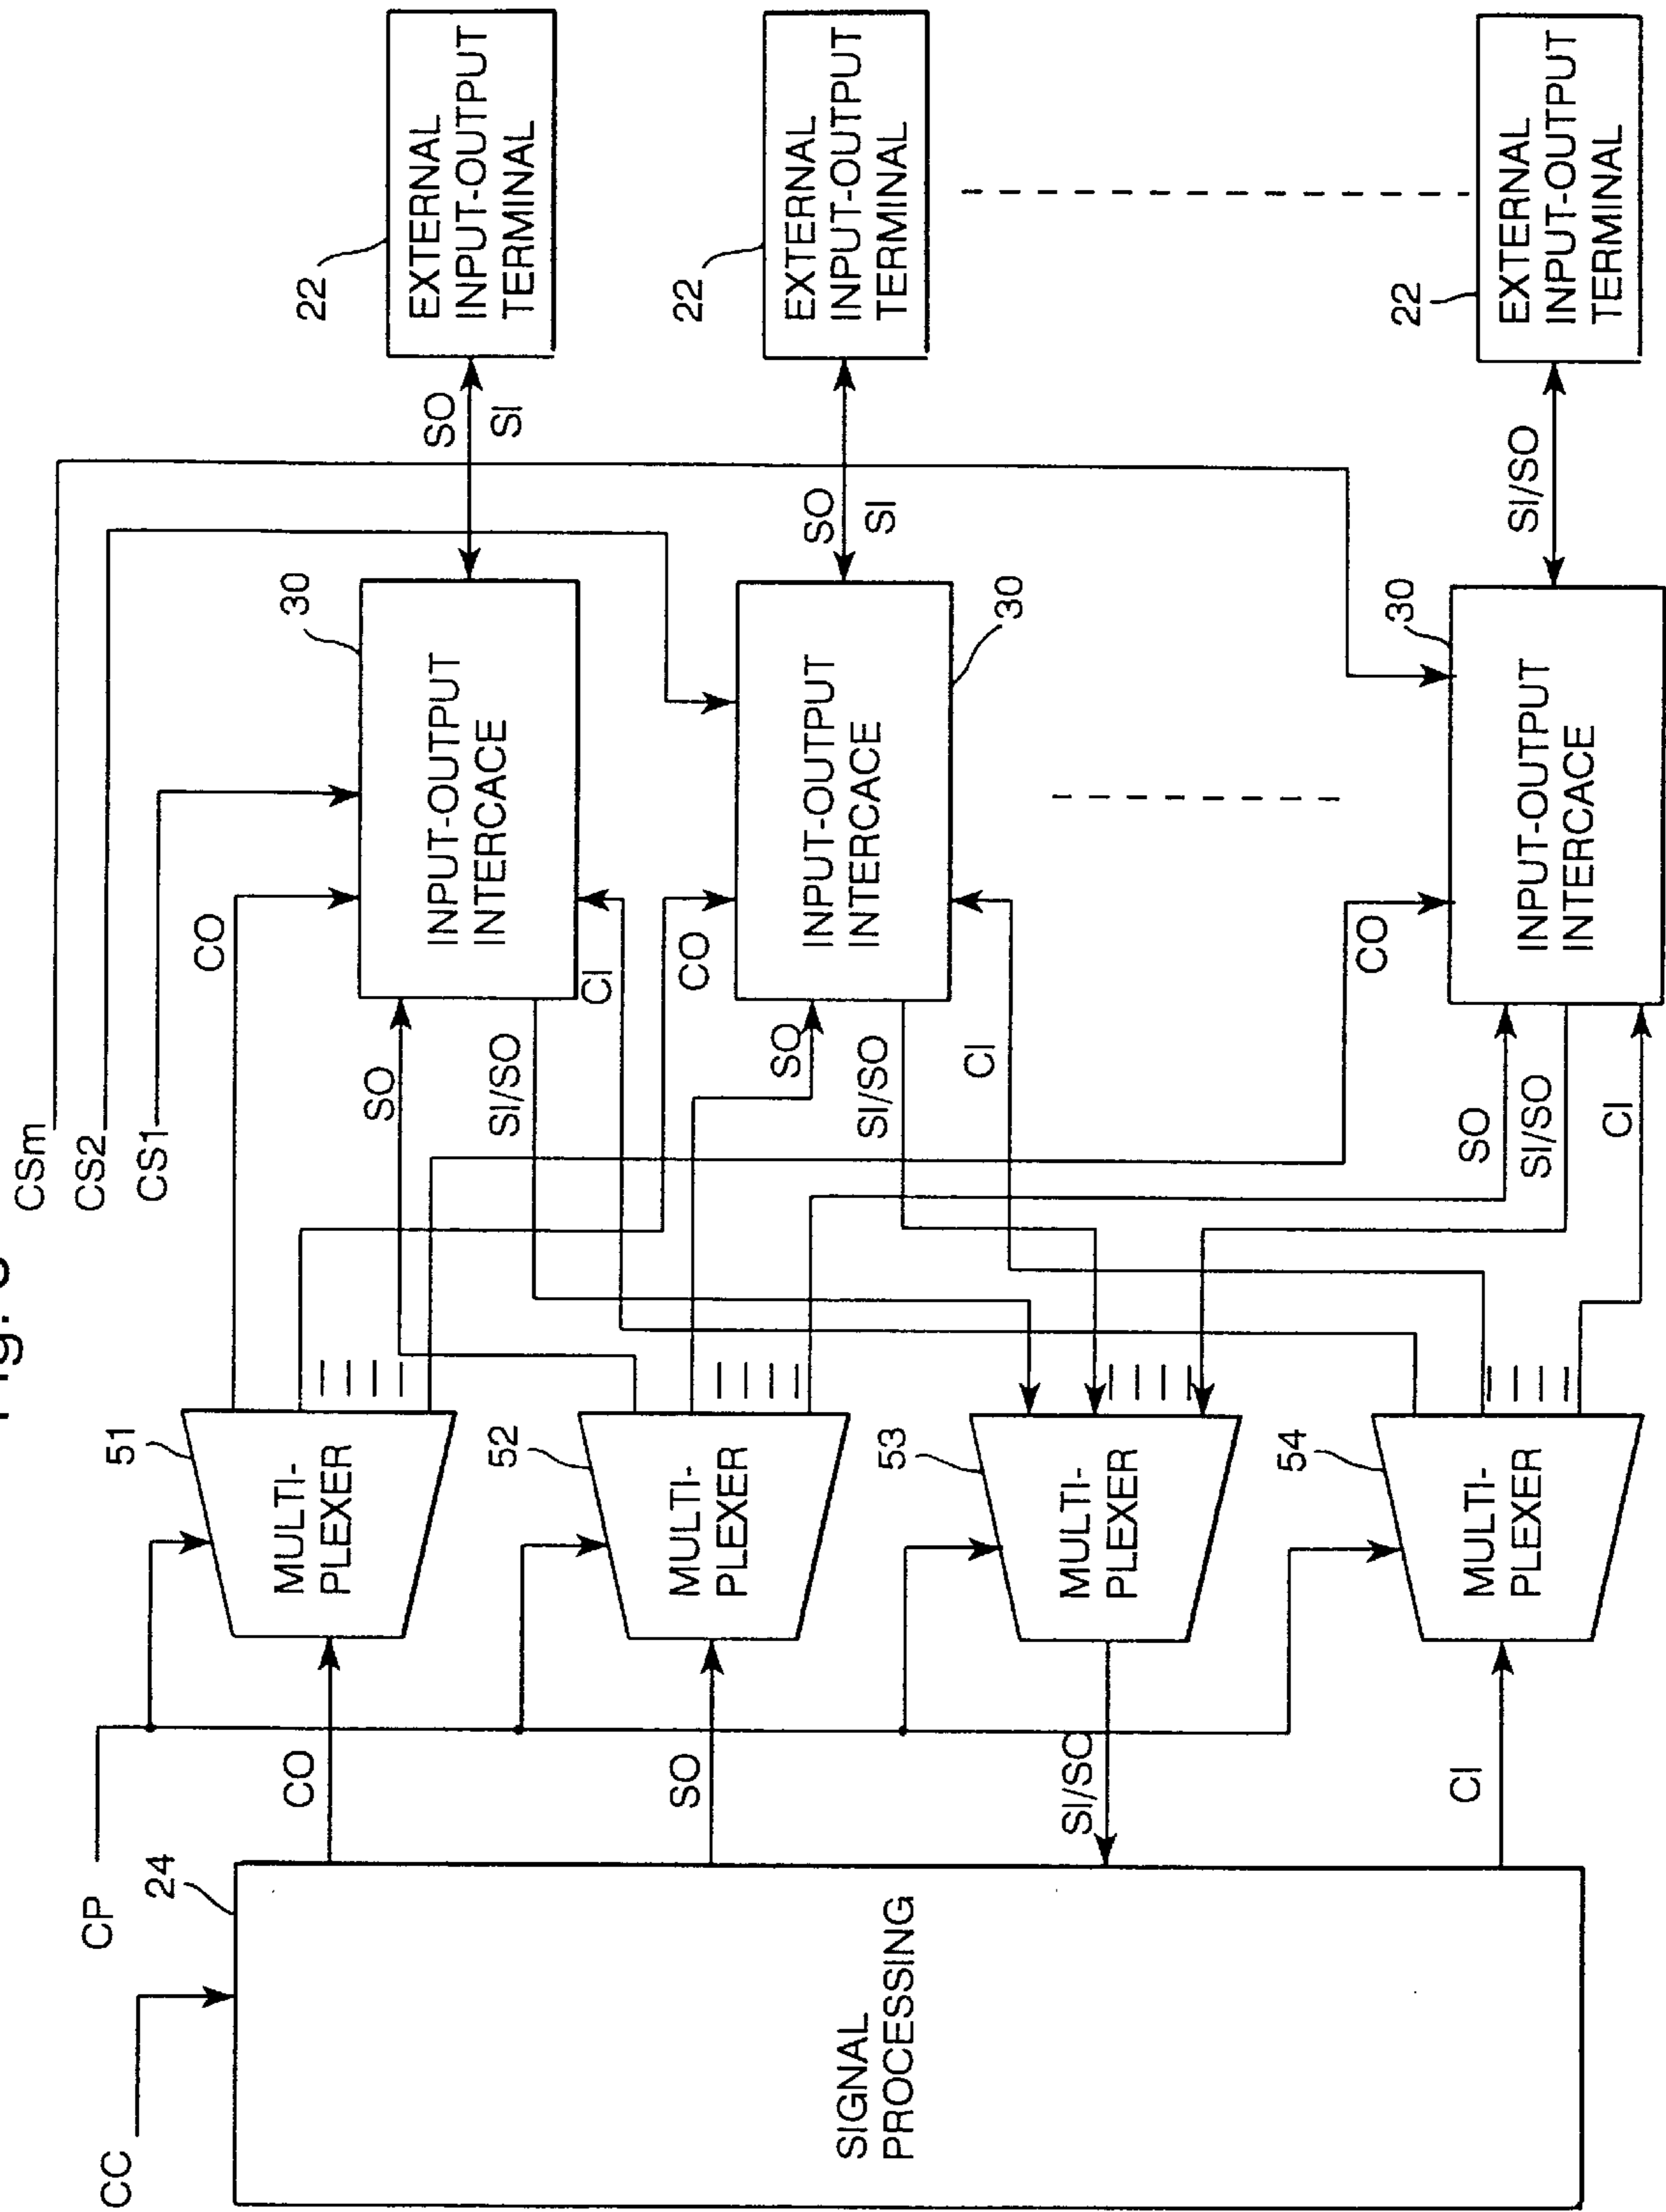 Fig.
CSm
CS2
CS1
CP
CC
24
SIGNAL
PROCESSING
CO
SO
SI/SO
CI
51
MULTI-
PLEXER
52
MULTI-
PLEXER
53
MULTI-
PLEXER
54
MULTI-
PLEXER
CO
SO
SI/SO
CI
CO
SO
SI/SO
CI
CO
SO
SI/SO
CI
30
INPUT-OUTPUT
INTERCACE
30
INPUT-OUTPUT
INTERCACE
30
INPUT-OUTPUT
INTERCACE
SO
SI
SO
SI
SI/SO
22
EXTERNAL
INPUT-OUTPUT
TERMINAL
22
EXTERNAL
INPUT-OUTPUT
TERMINAL
22
EXTERNAL
INPUT-OUTPUT
TERMINAL